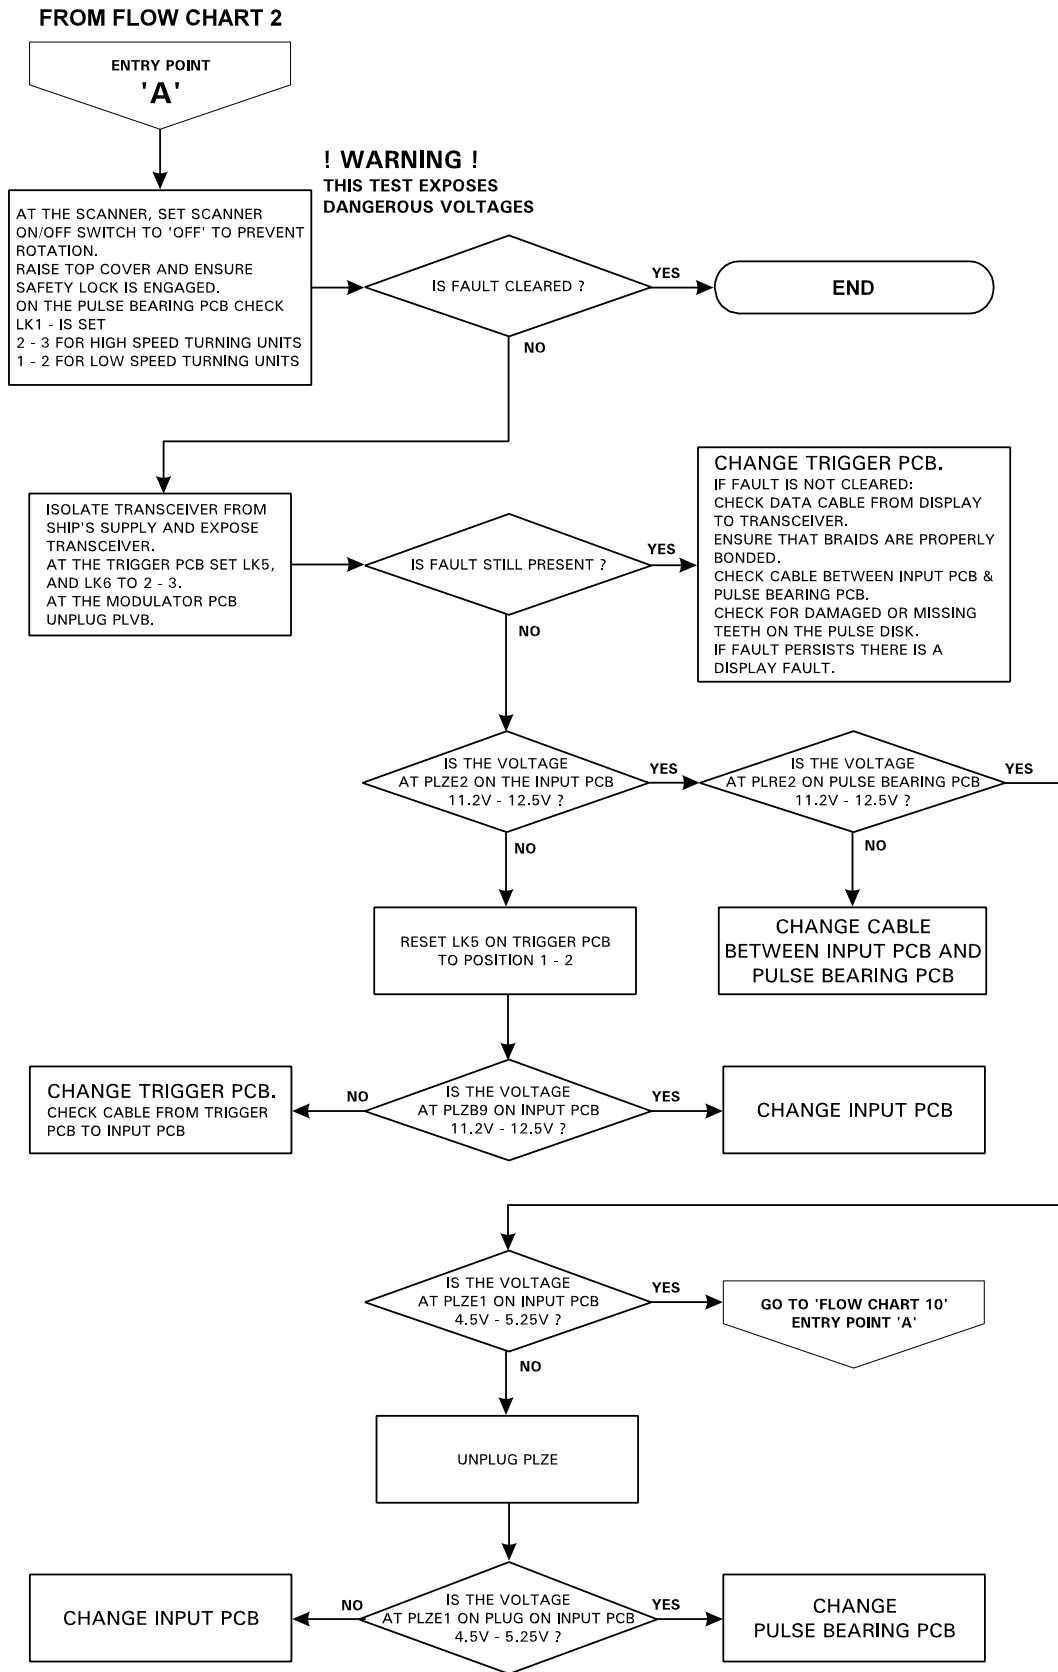 FROM FLOW CHART 2
ENTRY POINT
'A'
! WARNING !
THIS TEST EXPOSES
DANGEROUS VOLTAGES
AT THE SCANNER, SET SCANNER
ON/OFF SWITCH TO 'OFF' TO PREVENT
ROTATION.
RAISE TOP COVER AND ENSURE
SAFETY LOCK IS ENGAGED.
ON THE PULSE BEARING PCB CHECK
LK1 - IS SET
2 - 3 FOR HIGH SPEED TURNING UNITS
1 - 2 FOR LOW SPEED TURNING UNITS
IS FAULT CLEARED ?
YES
END
NO
ISOLATE TRANSCEIVER FROM
SHIP'S SUPPLY AND EXPOSE
TRANSCEIVER.
AT THE TRIGGER PCB SET LK5,
AND LK6 TO 2 - 3.
AT THE MODULATOR PCB
UNPLUG PLVB.
IS FAULT STILL PRESENT ?
YES
CHANGE TRIGGER PCB.
IF FAULT IS NOT CLEARED:
CHECK DATA CABLE FROM DISPLAY
TO TRANSCEIVER.
ENSURE THAT BRAIDS ARE PROPERLY
BONDED.
CHECK CABLE BETWEEN INPUT PCB &
PULSE BEARING PCB.
CHECK FOR DAMAGED OR MISSING
TEETH ON THE PULSE DISK.
IF FAULT PERSISTS THERE IS A
DISPLAY FAULT.
NO
IS THE VOLTAGE
AT PLZE2 ON THE INPUT PCB
11.2V - 12.5V ?
YES
IS THE VOLTAGE
AT PLRE2 ON PULSE BEARING PCB
11.2V - 12.5V ?
YES
NO
NO
RESET LK5 ON TRIGGER PCB
TO POSITION 1 - 2
CHANGE CABLE
BETWEEN INPUT PCB AND
PULSE BEARING PCB
CHANGE TRIGGER PCB.
CHECK CABLE FROM TRIGGER
PCB TO INPUT PCB
NO
IS THE VOLTAGE
AT PLZB9 ON INPUT PCB
11.2V - 12.5V ?
YES
CHANGE INPUT PCB
IS THE VOLTAGE
AT PLZE1 ON INPUT PCB
4.5V - 5.25V ?
YES
GO TO 'FLOW CHART 10'
ENTRY POINT 'A'
NO
UNPLUG PLZE
CHANGE INPUT PCB
NO
IS THE VOLTAGE
AT PLZE1 ON PLUG ON INPUT PCB
4.5V - 5.25V ?
YES
CHANGE
PULSE BEARING PCB